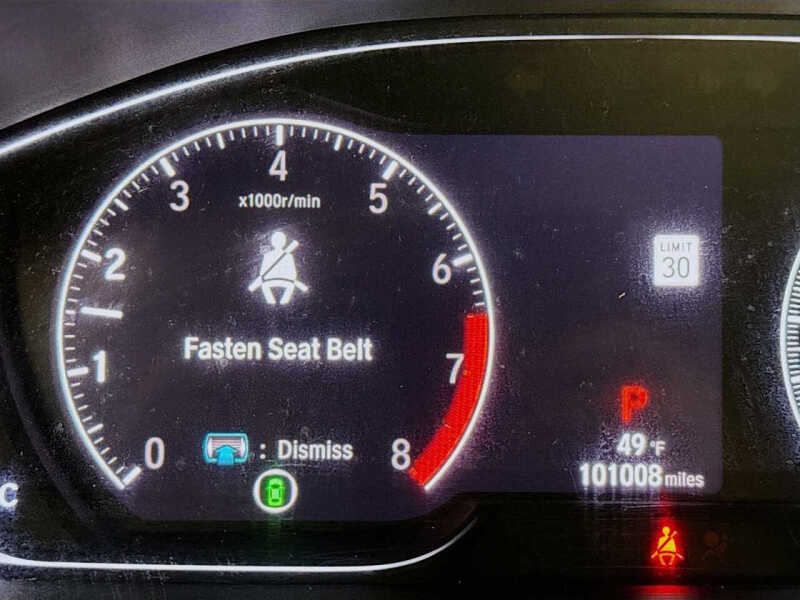 4
3
5
x1000r/min
2
6
LIMIT
30
Fasten Seat Belt
1
7
P
0
: Dismiss
8
49 °F
101008 miles
C